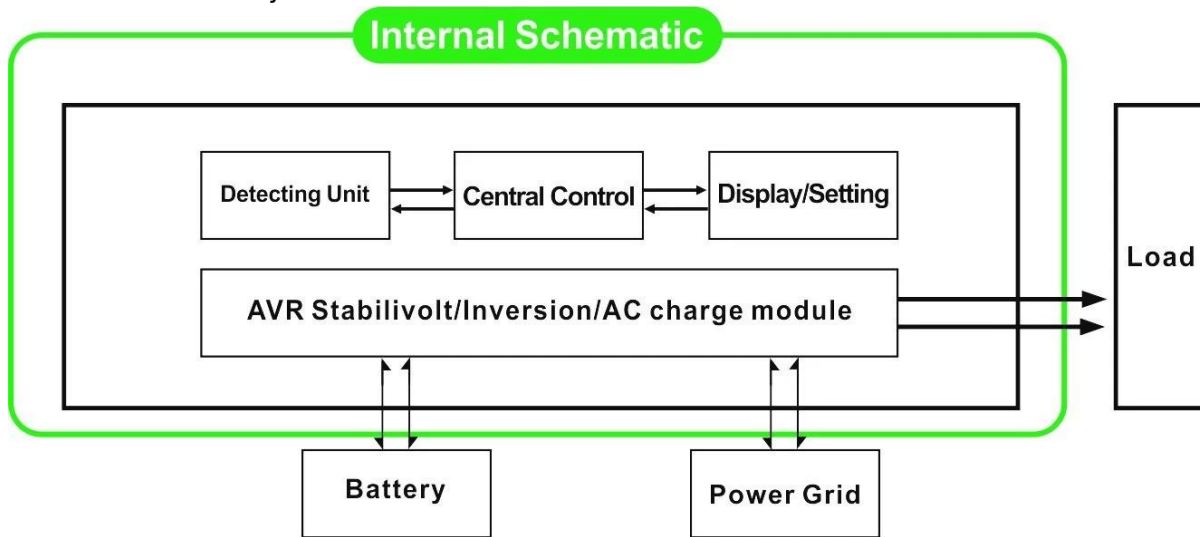 Internal Schematic
Detecting Unit
Central Control
Display/Setting
Load
AVR Stabilivolt/Inversion/AC charge module
Battery
Power Grid